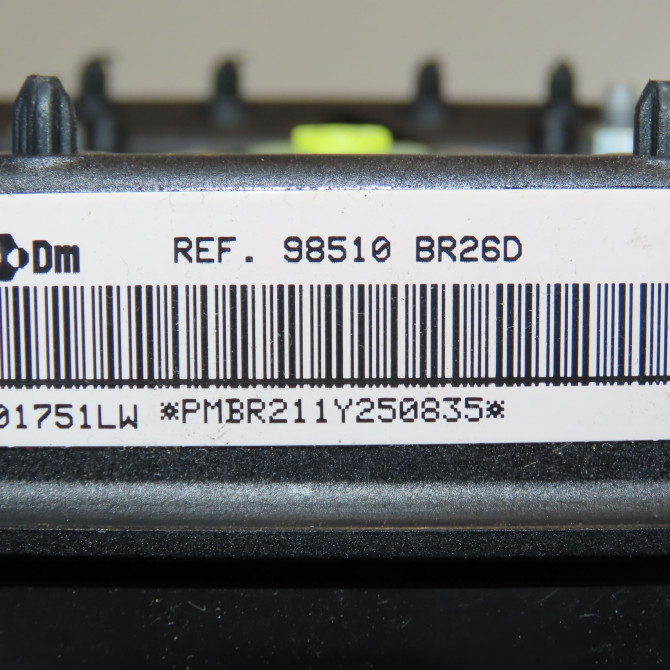 Dm REF. 98510 BR26D
01751LW *PMBR211Y250835*